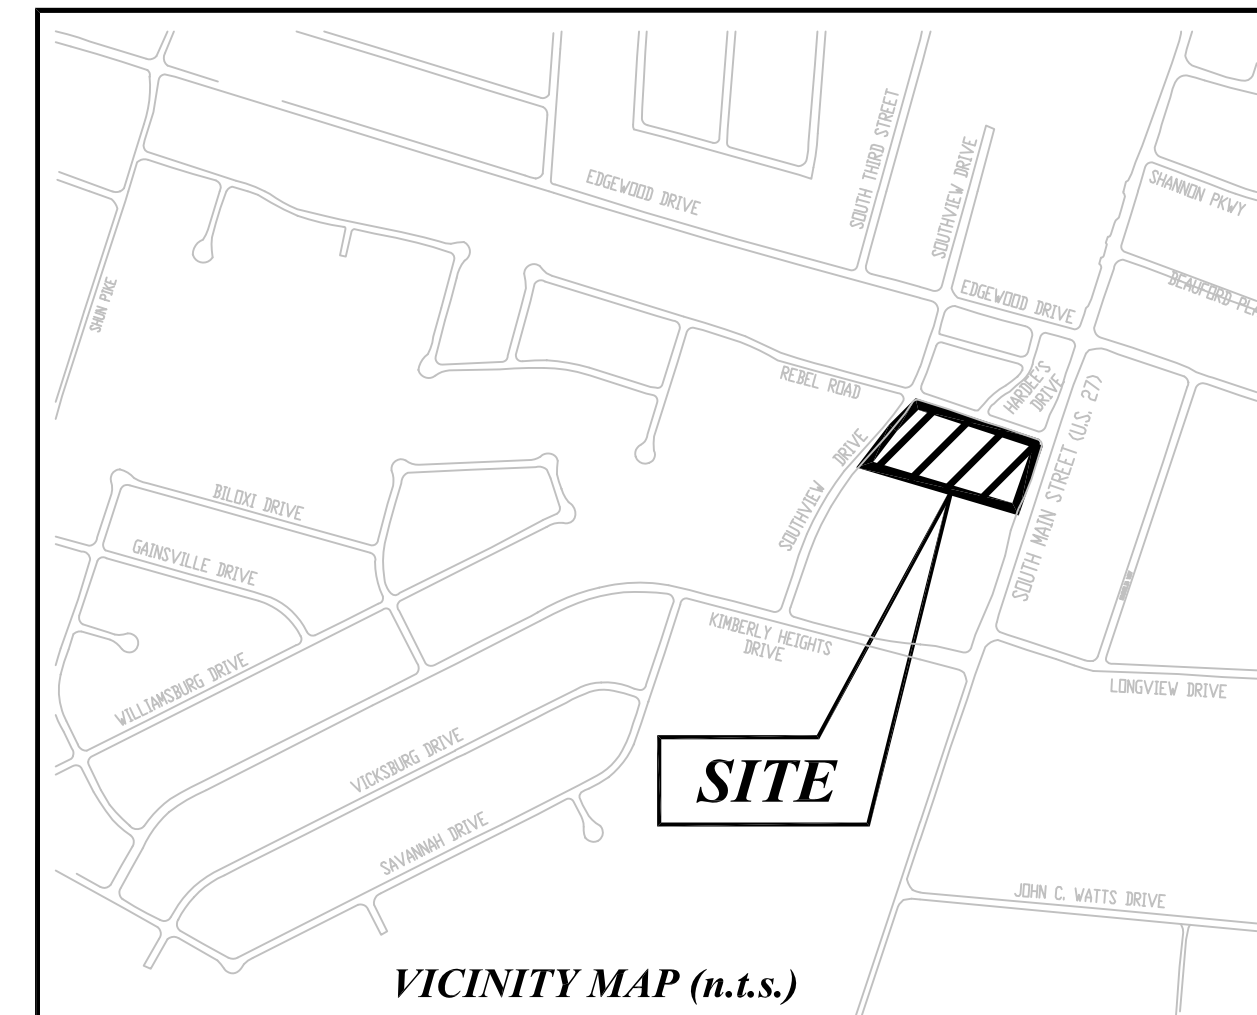 SOUTH THIRD STREET
SOUTHVIEW DRIVE
EDGEWOOD DRIVE
SHANNON PKWY
BEAUFORD
SHUN PIKE
EDGEWOOD DRIVE
REBEL ROAD
HARDEE'S
DRIVE
SOUTH MAIN STREET (U.S. 27)
SOUTHVIEW DRIVE
BILOXI DRIVE
GAINSVILLE DRIVE
KIMBERLY HEIGHTS
DRIVE
WILLIAMSBURG DRIVE
LONGVIEW DRIVE
VICKSBURG DRIVE
SITE
SAVANNAH DRIVE
JOHN C. WATTS DRIVE
VICINITY MAP (n.t.s.)